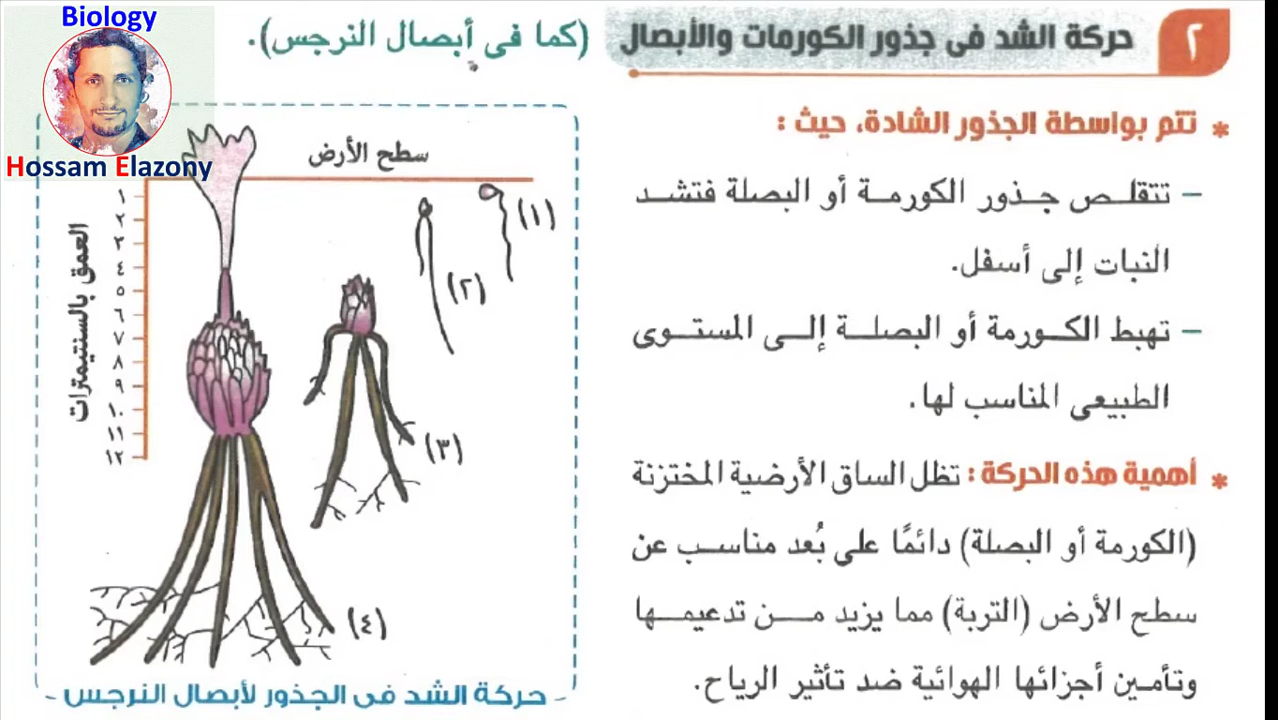 Biology
Hossam Elazony
٢
حركة الشد فى جذور الكورمات والأبصال (كما فى أبصال النرجس).
* تتم بواسطة الجذور الشادة، حيث :
– تتقلص جذور الكورمة أو البصلة فتشد
النبات إلى أسفل.
– تهبط الكورمة أو البصلة إلى المستوى
الطبيعى المناسب لها.
* أهمية هذه الحركة : تظل الساق الأرضية المختزنة
(الكورمة أو البصلة) دائمًا على بُعد مناسب عن
سطح الأرض (التربة) مما يزيد من تدعيمها
وتأمين أجزائها الهوائية ضد تأثير الرياح.
سطح الأرض
العمق بالسنتيمترات
١
٢
٣
٤
٥
٦
٧
٨
٩
١٠
١١
١٢
(١)
(٢)
(٣)
(٤)
حركة الشد فى الجذور لأبصال النرجس